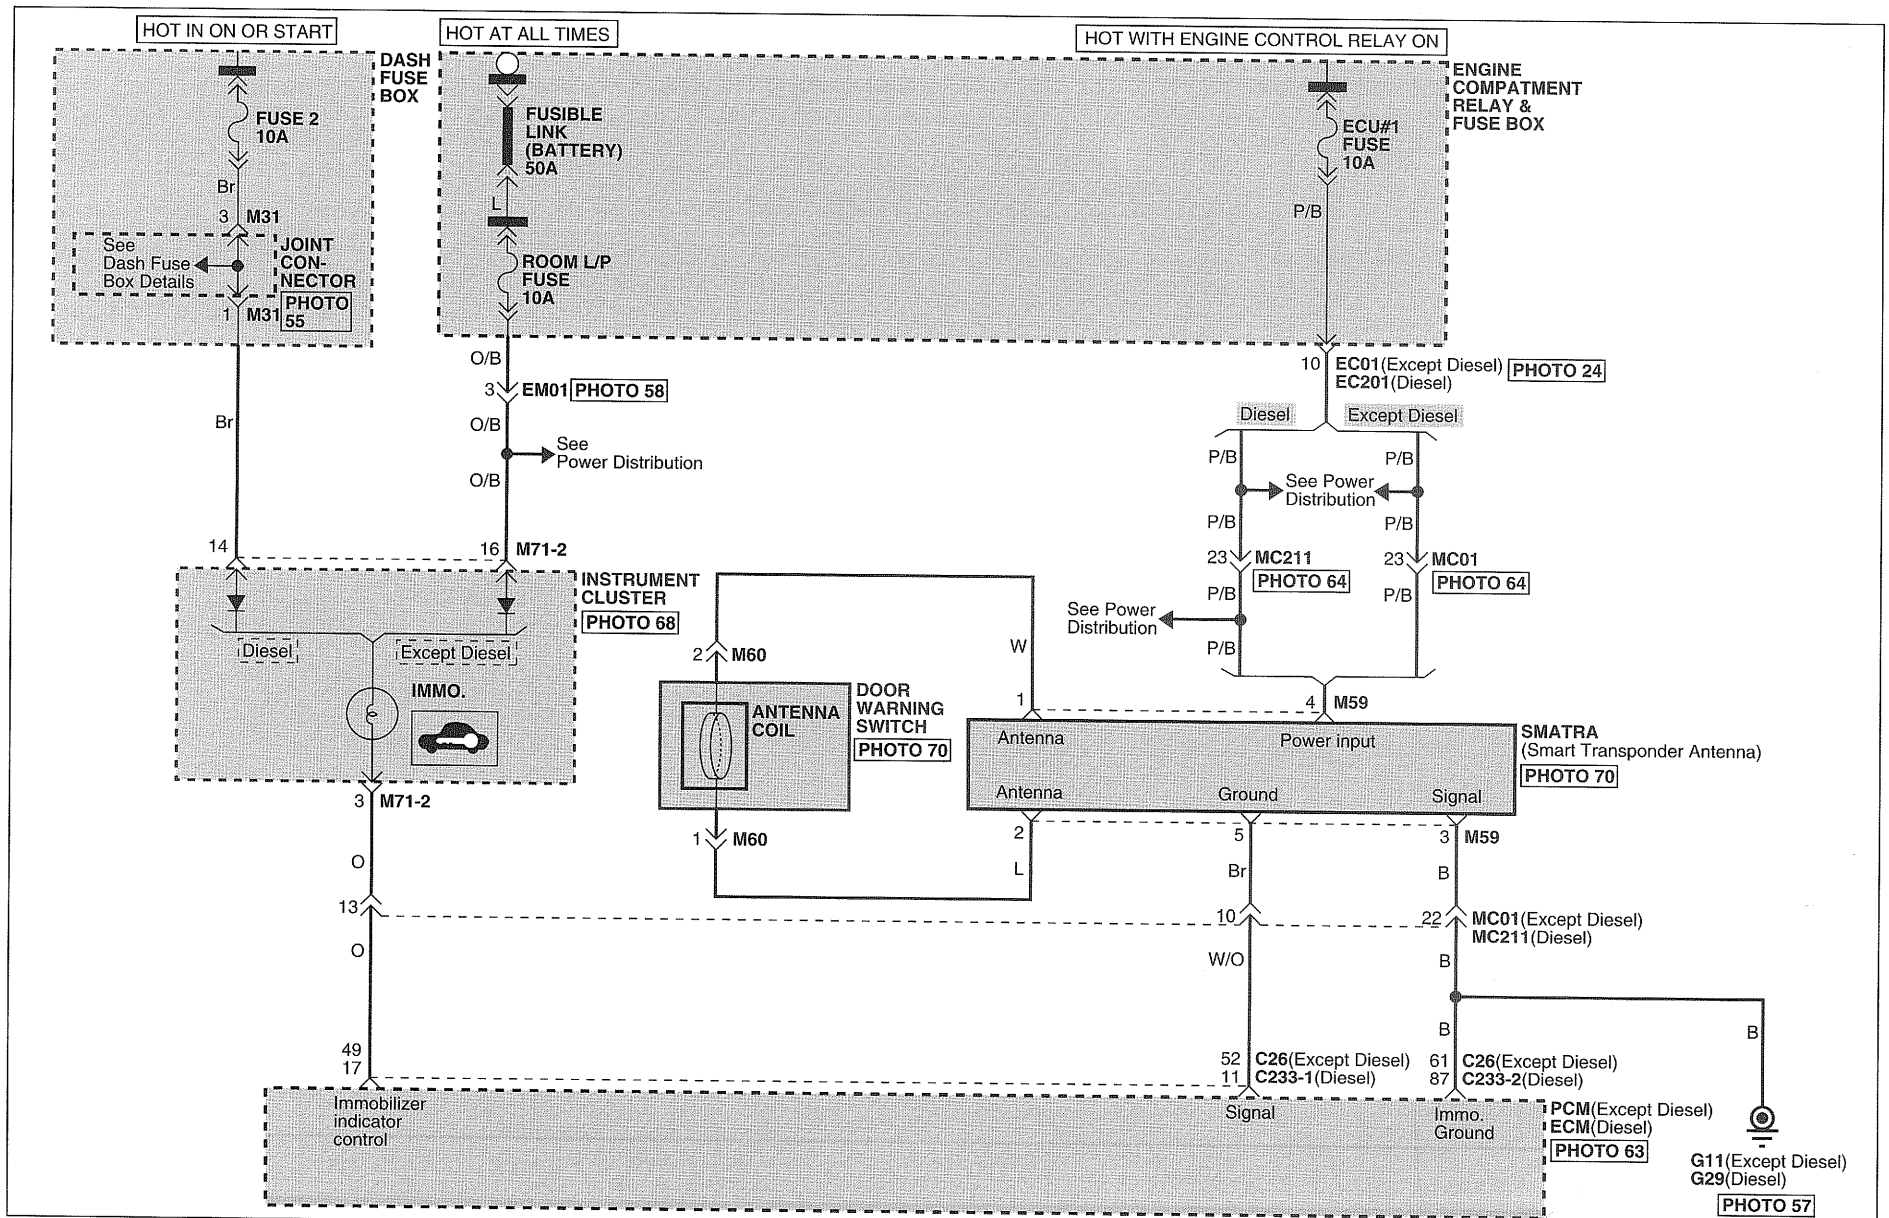 HOT IN ON OR START
HOT AT ALL TIMES
HOT WITH ENGINE CONTROL RELAY ON
DASH
FUSE
BOX
FUSE 2
10A
Br
3 M31
See
Dash Fuse
Box Details
JOINT
CON-
NECTOR
PHOTO
55
1 M31
FUSIBLE
LINK
(BATTERY)
50A
L
ROOM L/P
FUSE
10A
ECU#1
FUSE
10A
P/B
ENGINE
COMPATMENT
RELAY &
FUSE BOX
O/B
3 EM01 PHOTO 58
O/B
See
Power Distribution
O/B
Br
14
16 M71-2
10 EC01(Except Diesel) PHOTO 24
EC201(Diesel)
Diesel
Except Diesel
P/B
P/B
See Power
Distribution
P/B
P/B
23 MC211
PHOTO 64
23 MC01
PHOTO 64
P/B
P/B
See Power
Distribution
P/B
INSTRUMENT
CLUSTER
PHOTO 68
Diesel
Except Diesel
IMMO.
3 M71-2
2 M60
W
ANTENNA
COIL
DOOR
WARNING
SWITCH
PHOTO 70
1 M60
1
4 M59
Antenna
Power input
Antenna
Ground
Signal
SMATRA
(Smart Transponder Antenna)
PHOTO 70
2
5
3 M59
L
Br
B
O
13
10
22 MC01(Except Diesel)
MC211(Diesel)
O
W/O
B
B
B
49
17
52 C26(Except Diesel)
11 C233-1(Diesel)
61 C26(Except Diesel)
87 C233-2(Diesel)
Immobilizer
indicator
control
Signal
Immo.
Ground
PCM(Except Diesel)
ECM(Diesel)
PHOTO 63
G11(Except Diesel)
G29(Diesel)
PHOTO 57